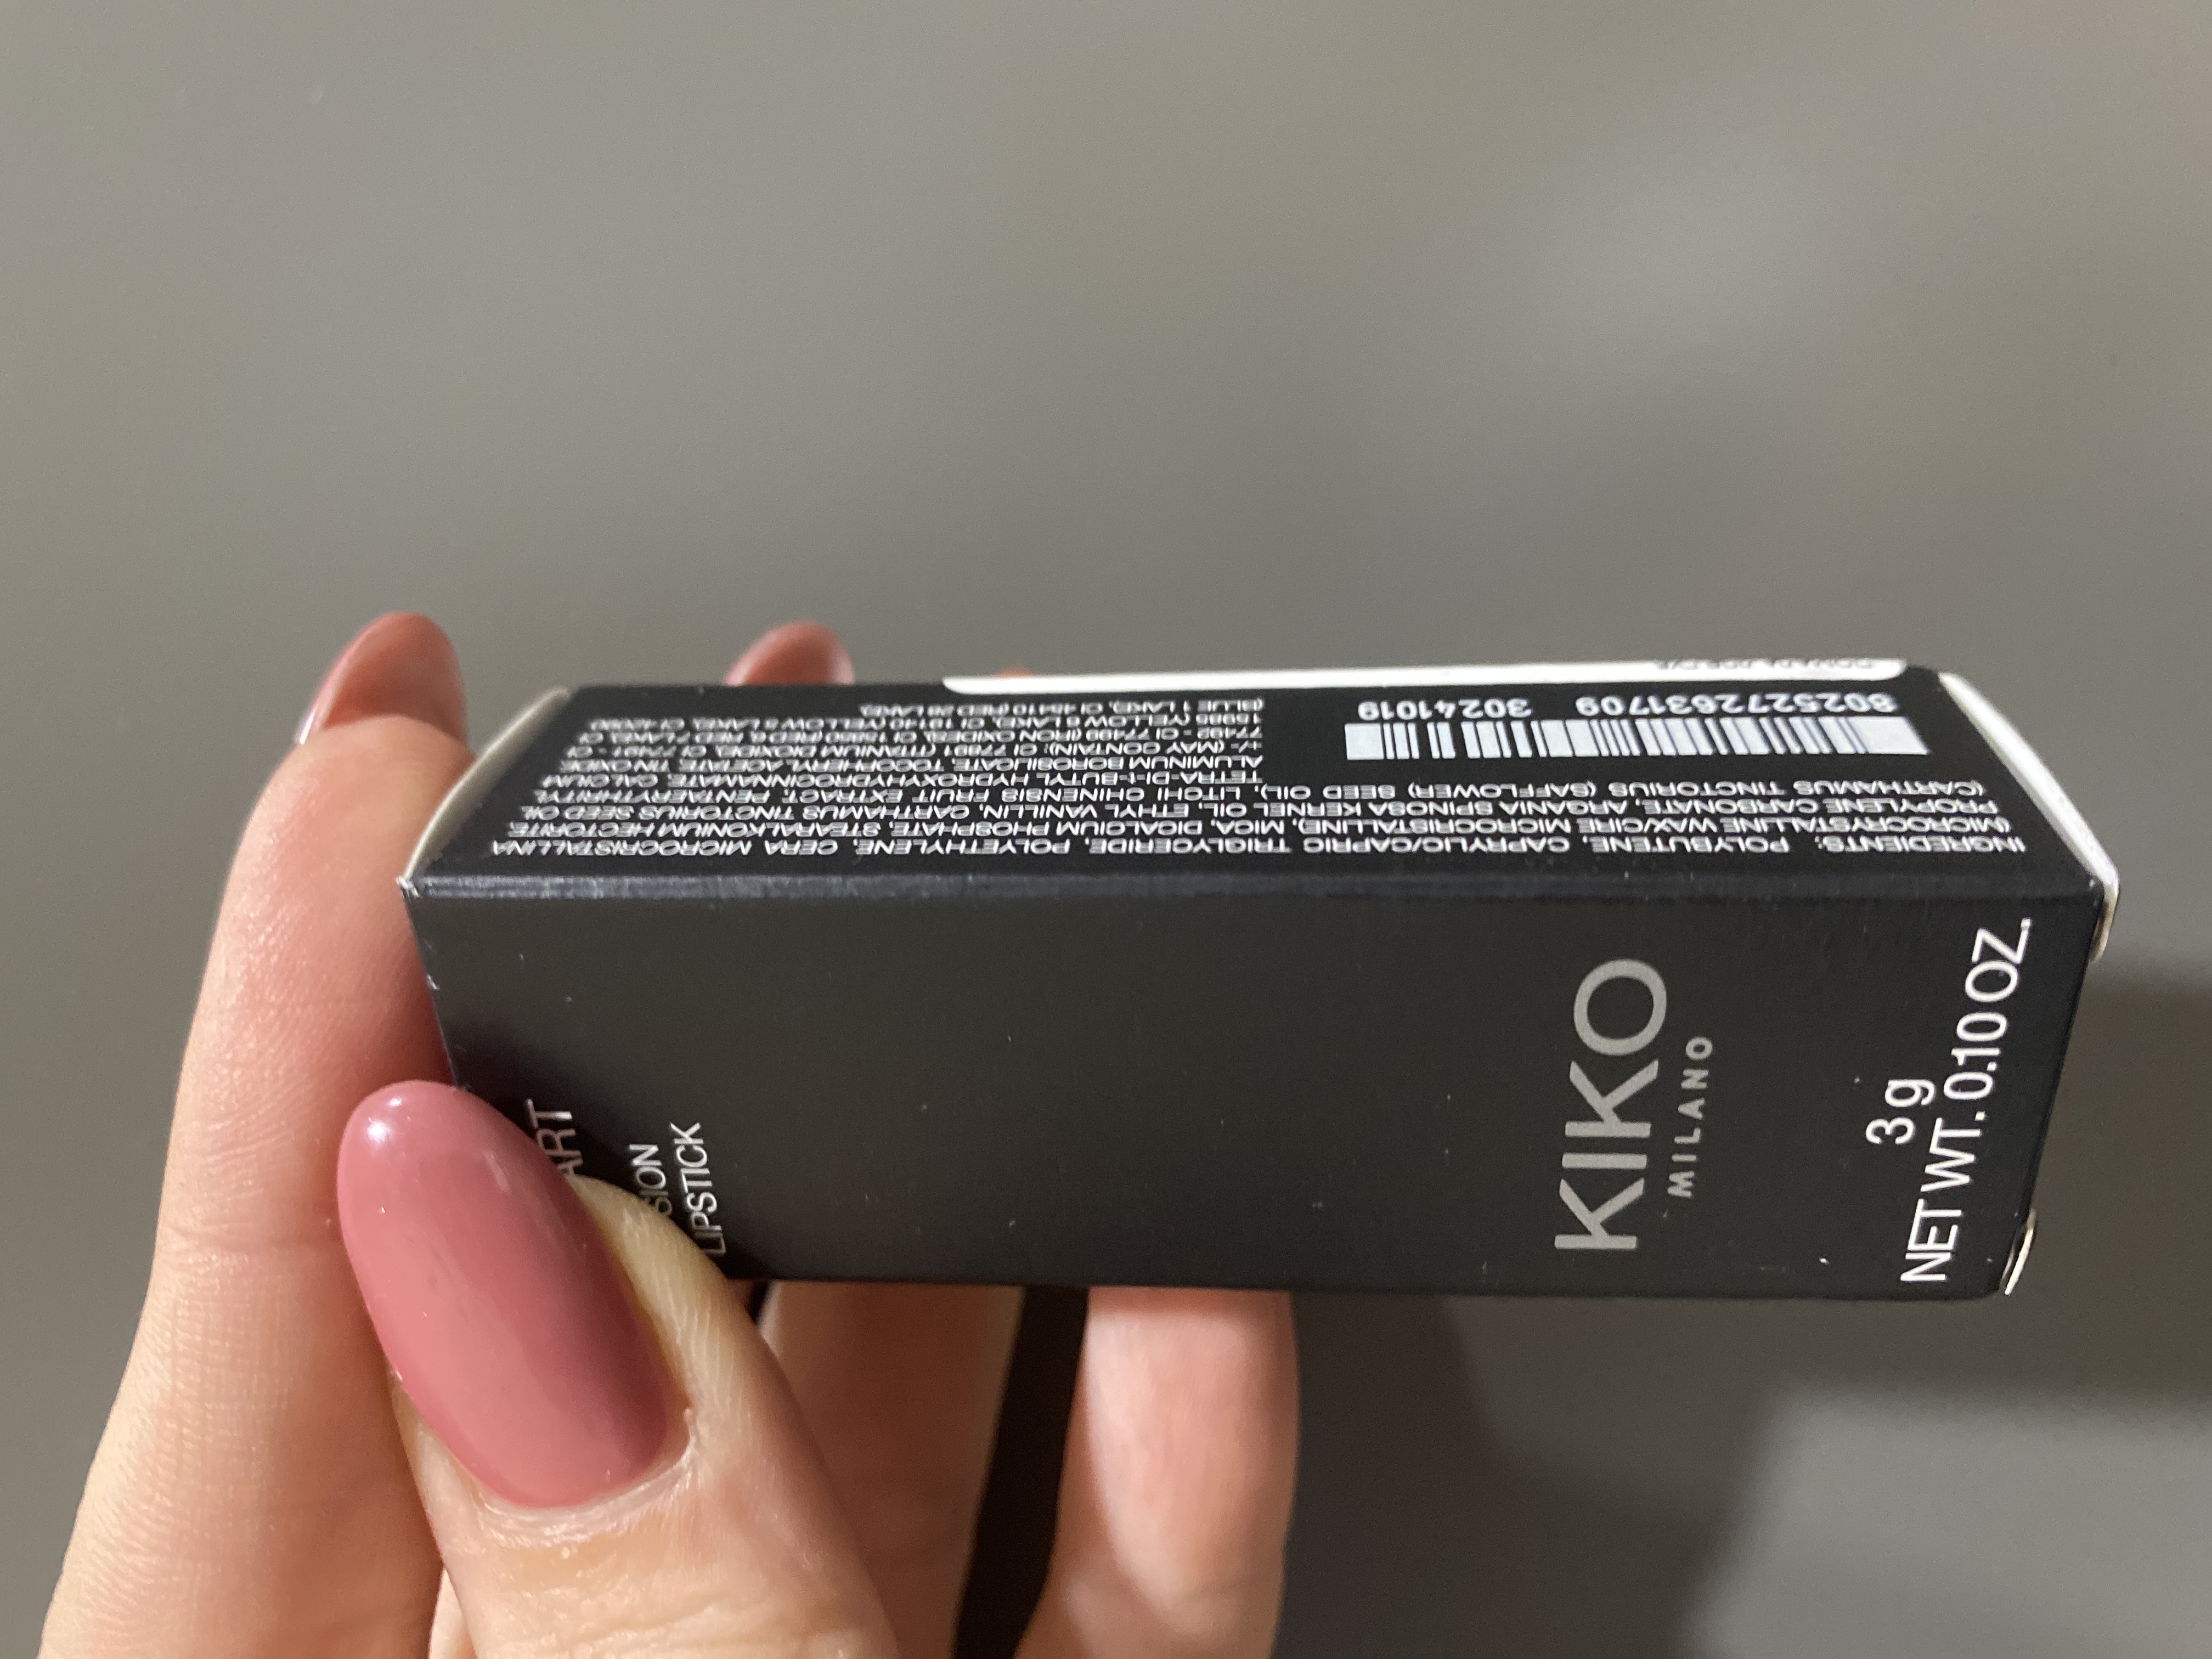 ART
SION
LIPSTICK
KIKO
MILANO
3 g
NET WT. 0.10 OZ.
INGREDIENTS: POLYBUTENE, CAPRYLIC/CAPRIC TRIGLYCERIDE, POLYETHYLENE, CERA MICROCRISTALLINA
(MICROCRYSTALLINE WAX/CIRE MICROCRISTALLINE), MICA, DICALCIUM PHOSPHATE, STEARALKONIUM HECTORITE,
PROPYLENE CARBONATE, ARGANIA SPINOSA KERNEL OIL, ETHYL VANILLIN, CARTHAMUS TINCTORIUS SEED OIL
(CARTHAMUS TINCTORIUS (SAFFLOWER) SEED OIL), LITCHI CHINENSIS FRUIT EXTRACT, PENTAERYTHRITYL
TETRA-DI-t-BUTYL HYDROXYHYDROCINNAMATE, CALCIUM
ALUMINUM BOROSILICATE, TOCOPHERYL ACETATE, TIN OXIDE.
+/- (MAY CONTAIN): CI 77891 (TITANIUM DIOXIDE), CI 77491 - CI
77492 - CI 77499 (IRON OXIDES), CI 15850 (RED 6, RED 7 LAKE), CI
15985 (YELLOW 6 LAKE), CI 19140 (YELLOW 5 LAKE), CI 42090
(BLUE 1 LAKE), CI 45410 (RED 28 LAKE).
8025272631709 30241019